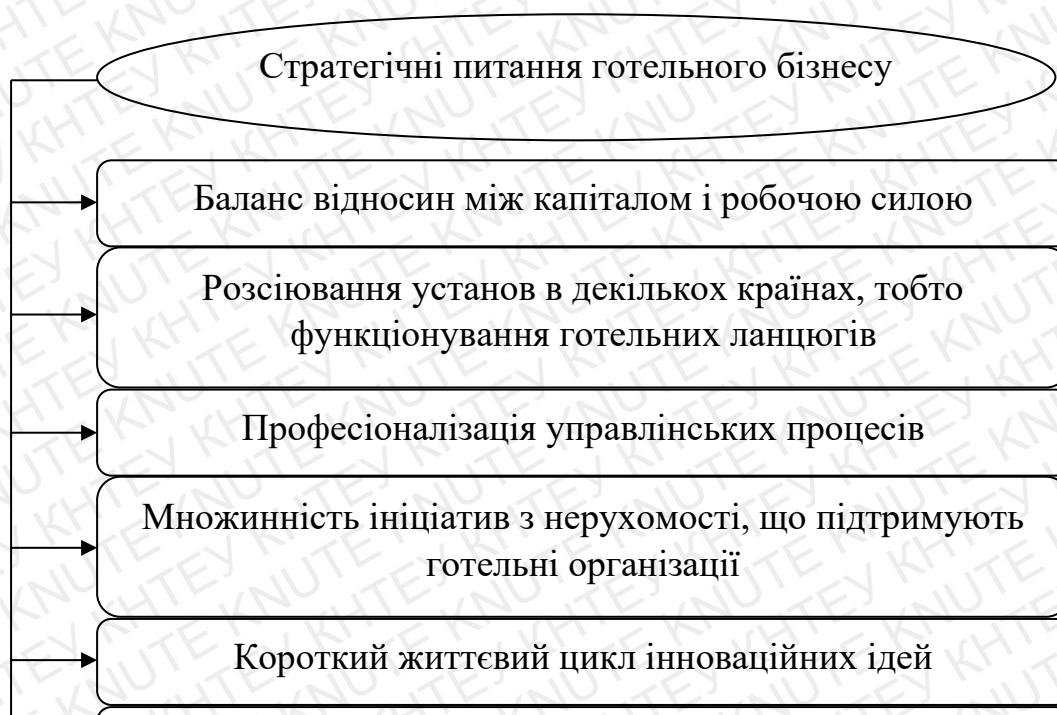 Стратегічні питання готельного бізнесу
Баланс відносин між капіталом і робочою силою
Розсіювання установ в декількох країнах, тобто
функціонування готельних ланцюгів
Професіоналізація управлінських процесів
Множинність ініціатив з нерухомості, що підтримують
готельні організації
Короткий життєвий цикл інноваційних ідей